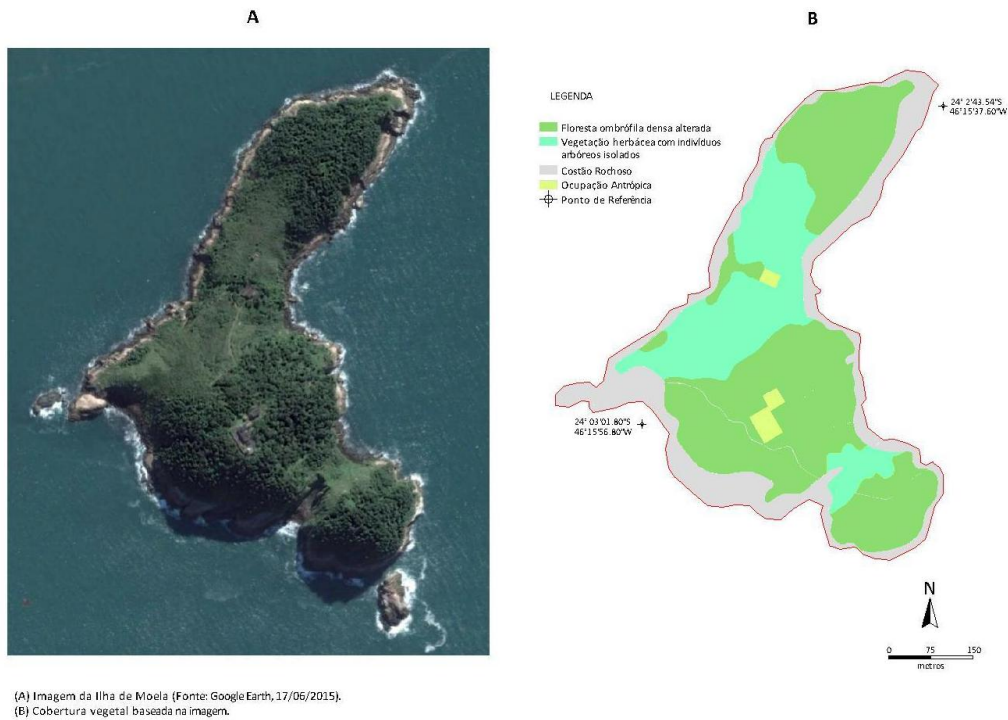 A
B
LEGENDA
Floresta ombrófila densa alterada
Vegetação herbácea com indivíduos
arbóreos isolados
Costão Rochoso
Ocupação Antrópica
Ponto de Referência
24° 2'43.54"S
46°15'37.60"W
24° 03'01.80"S
46°15'56.80"W
N
0 75 150
metros
(A) Imagem da Ilha de Moela (Fonte: Google Earth, 17/06/2015).
(B) Cobertura vegetal baseada na imagem.